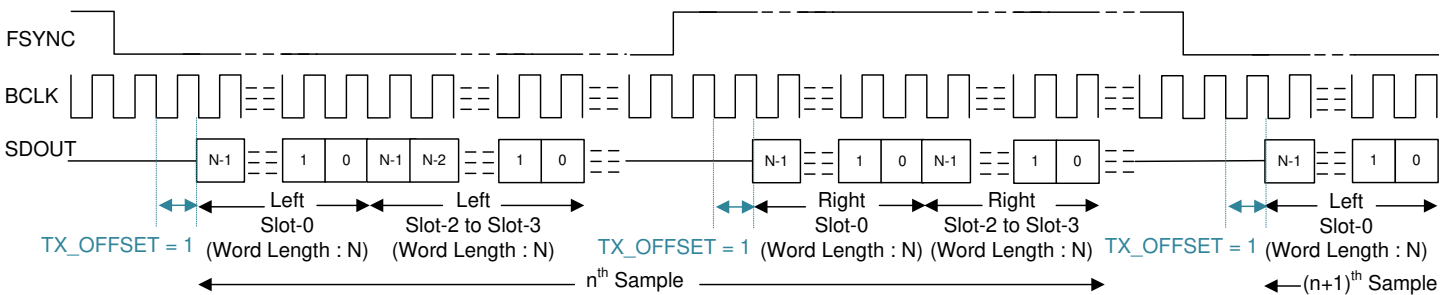 FSYNC
BCLK
SDOUT
N-1 1 0 N-1 N-2 1 0 N-1 1 0 N-1 1 0 N-1 1 0
Left Left Right Right Left
Slot-0 Slot-2 to Slot-3 Slot-0 Slot-2 to Slot-3 Slot-0
TX_OFFSET = 1 (Word Length : N) (Word Length : N) TX_OFFSET = 1 (Word Length : N) (Word Length : N) TX_OFFSET = 1 (Word Length : N)
nth Sample (n+1)th Sample